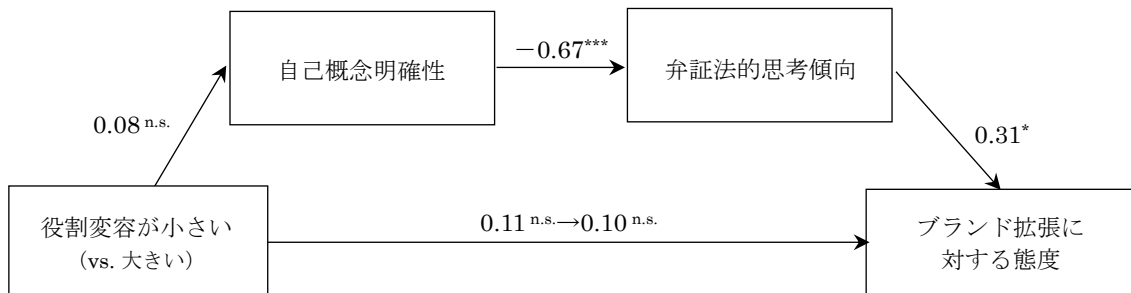 自己概念明確性
－0.67***
弁証法的思考傾向
0.08 n.s.
0.31*
役割変容が小さい
（vs. 大きい）
0.11 n.s.→0.10 n.s.
ブランド拡張に
対する態度